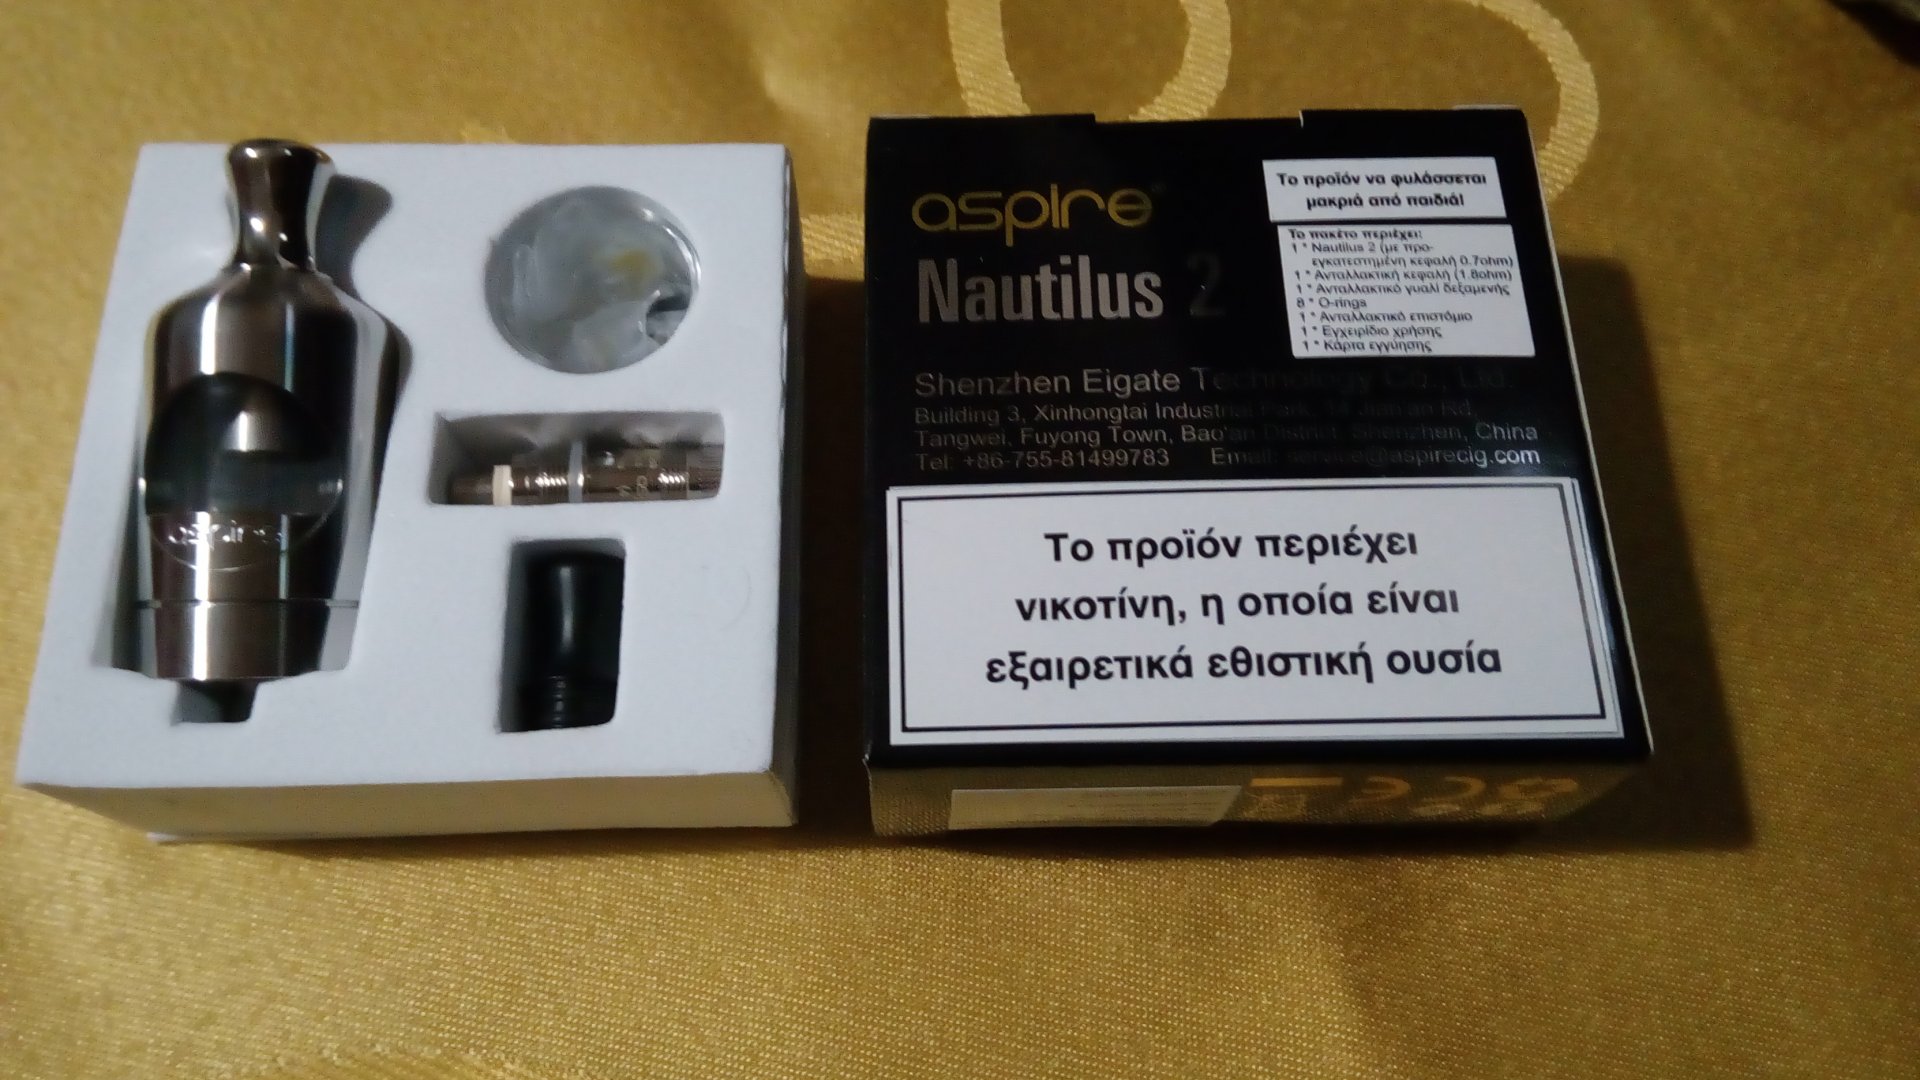 aspire
aspire
Nautilus 2
Shenzhen Eigate Technology Co., Ltd.
Building 3, Xinhongtai Industrial Park, 14 Jian'an Rd,
Tangwei, Fuyong Town, Bao'an District, Shenzhen, China
Tel: +86-755-81499783 Email: service@aspirecig.com
Το προϊόν να φυλάσσεται
μακριά από παιδιά!
Το πακέτο περιέχει:
1 * Nautilus 2 (με προ-
εγκατεστημένη κεφαλή 0.7ohm)
1 * Ανταλλακτική κεφαλή (1.8ohm)
1 * Ανταλλακτικό γυαλί δεξαμενής
8 * O-rings
1 * Ανταλλακτικό επιστόμιο
1 * Εγχειρίδιο χρήσης
1 * Κάρτα εγγύησης
Το προϊόν περιέχει
νικοτίνη, η οποία είναι
εξαιρετικά εθιστική ουσία